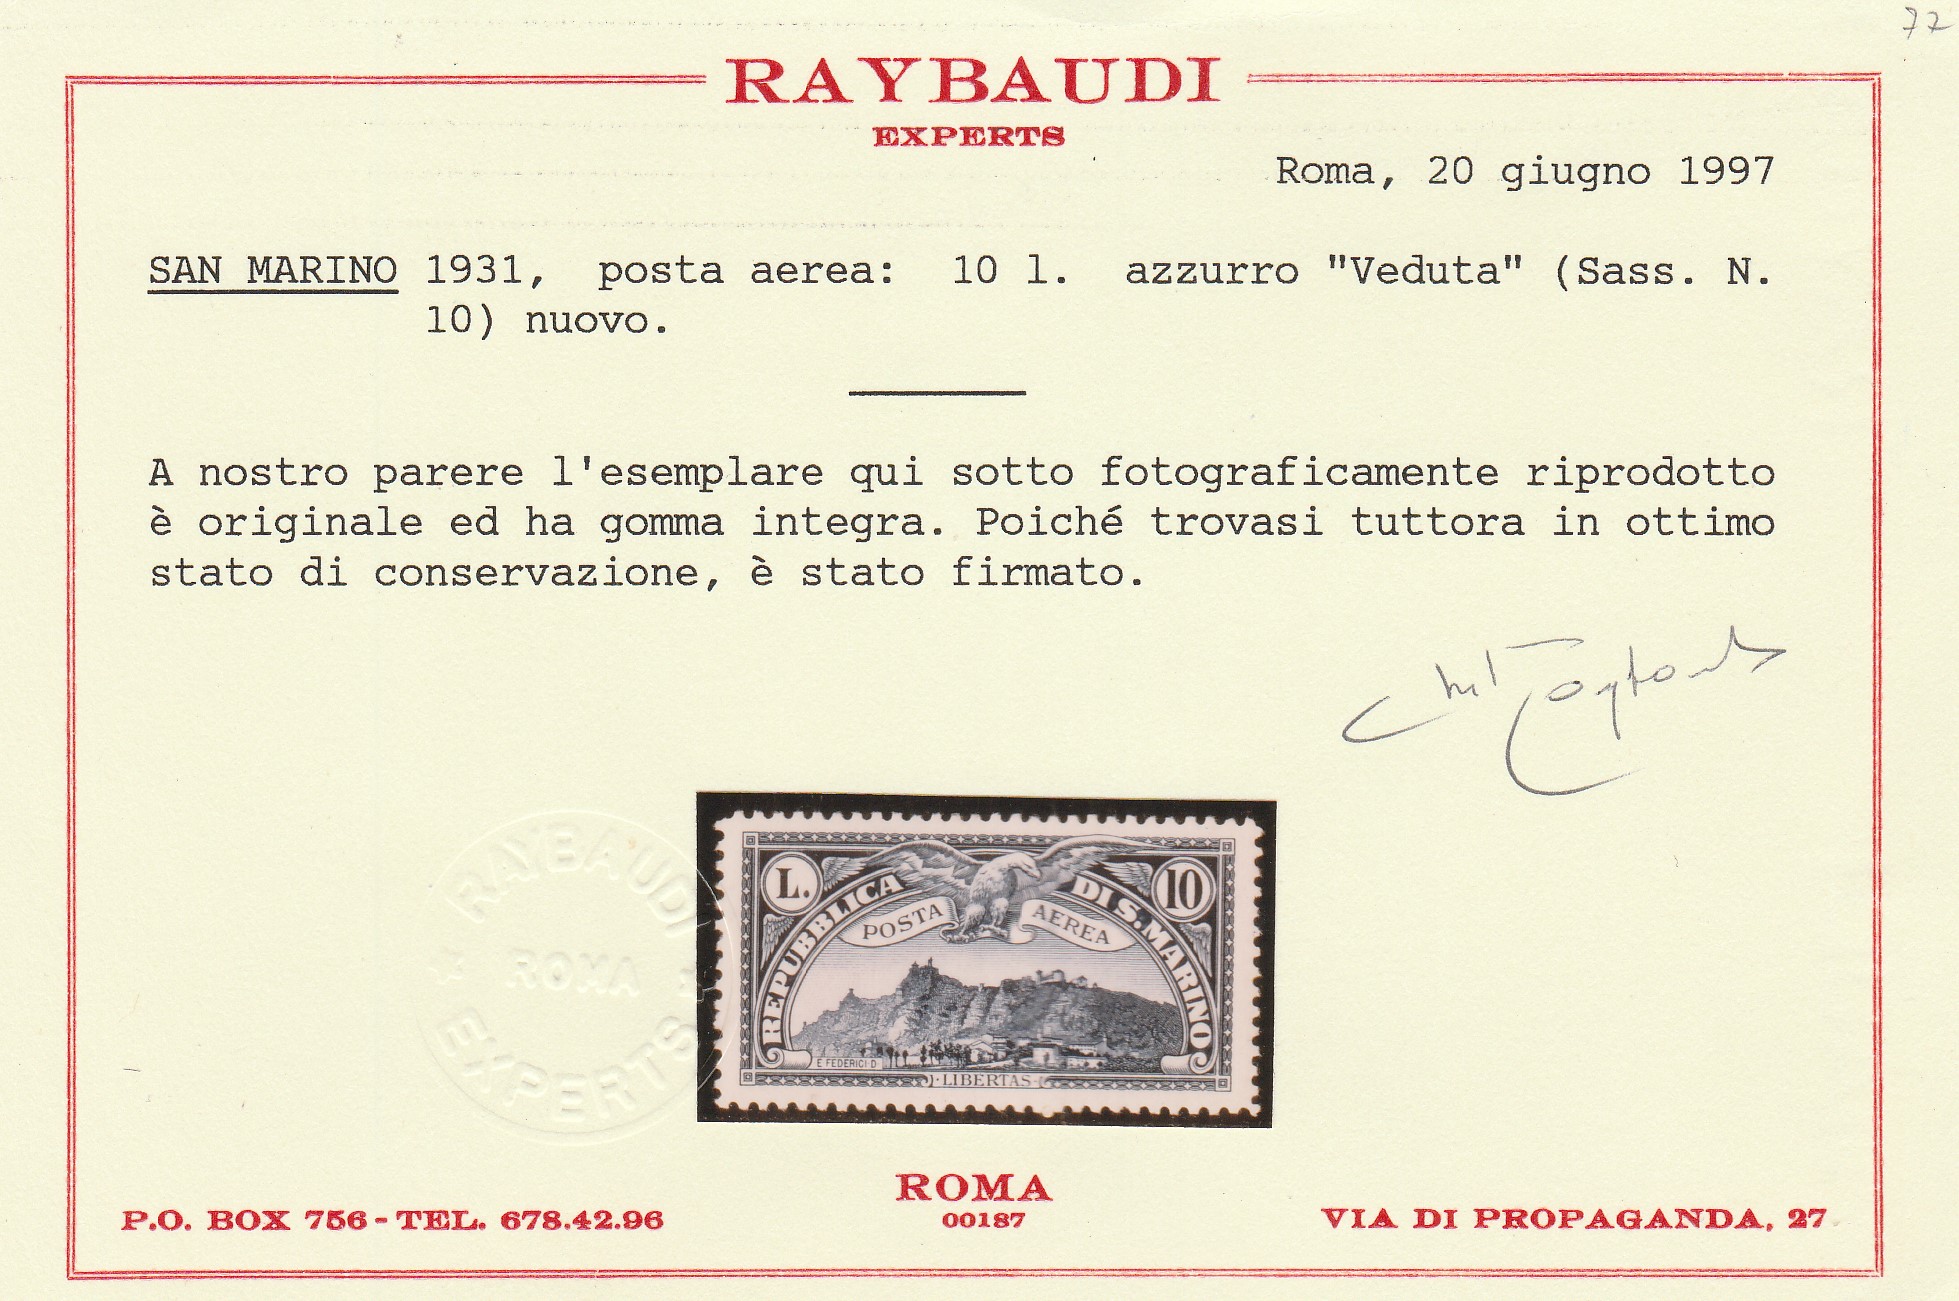 77
RAYBAUDI
EXPERTS
Roma, 20 giugno 1997
SAN MARINO 1931, posta aerea: 10 l. azzurro "Veduta" (Sass. N.
10) nuovo.
A nostro parere l'esemplare qui sotto fotograficamente riprodotto
è originale ed ha gomma integra. Poiché trovasi tuttora in ottimo
stato di conservazione, è stato firmato.
RAYBAUDI
ROMA
EXPERTS
L.
10
REPUBBLICA DI S. MARINO
POSTA AEREA
E FEDERICI D.
·LIBERTAS·
ROMA
00187
P.O. BOX 756 - TEL. 678.42.96
VIA DI PROPAGANDA, 27